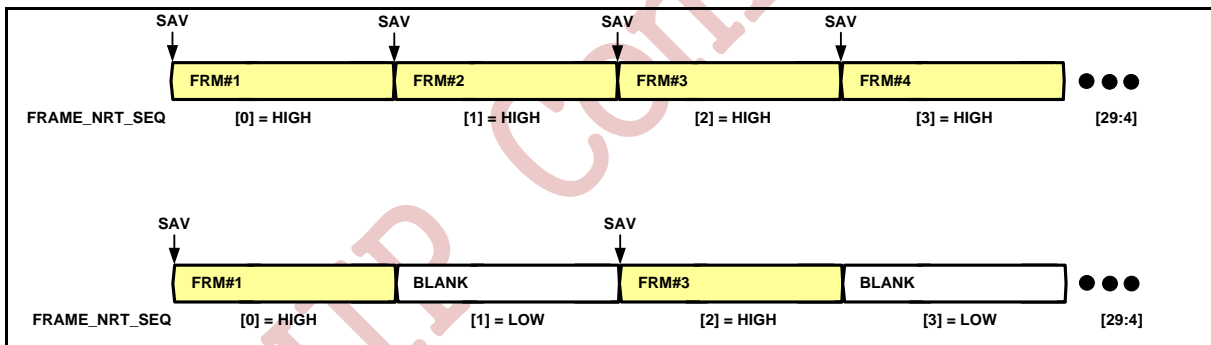 SAV SAV SAV SAV
FRM#1 FRM#2 FRM#3 FRM#4
FRAME_NRT_SEQ [0] = HIGH [1] = HIGH [2] = HIGH [3] = HIGH [29:4]
SAV SAV
FRM#1 BLANK FRM#3 BLANK
FRAME_NRT_SEQ [0] = HIGH [1] = LOW [2] = HIGH [3] = LOW [29:4]